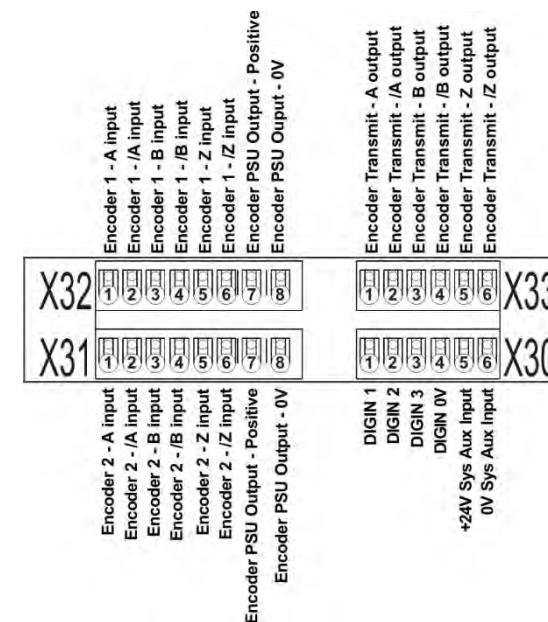 Encoder 1 - A input
Encoder 1 - /A input
Encoder 1 - B input
Encoder 1 - /B input
Encoder 1 - Z input
Encoder 1 - /Z input
Encoder PSU Output - Positive
Encoder PSU Ouput - 0V
Encoder Transmit - A output
Encoder Transmit - /A output
Encoder Transmit - B output
Encoder Transmit - /B output
Encoder Transmit - Z output
Encoder Transmit - /Z output
X32
1 2 3 4 5 6 7 8
1 2 3 4 5 6
X33
X31
1 2 3 4 5 6 7 8
1 2 3 4 5 6
X30
Encoder 2 - A input
Encoder 2 - /A input
Encoder 2 - B input
Encoder 2 - /B input
Encoder 2 - Z input
Encoder 2 - /Z input
Encoder PSU Output - Positive
Encoder PSU Output - 0V
DIGIN 1
DIGIN 2
DIGIN 3
DIGIN 0V
+24V Sys Aux Input
0V Sys Aux Input